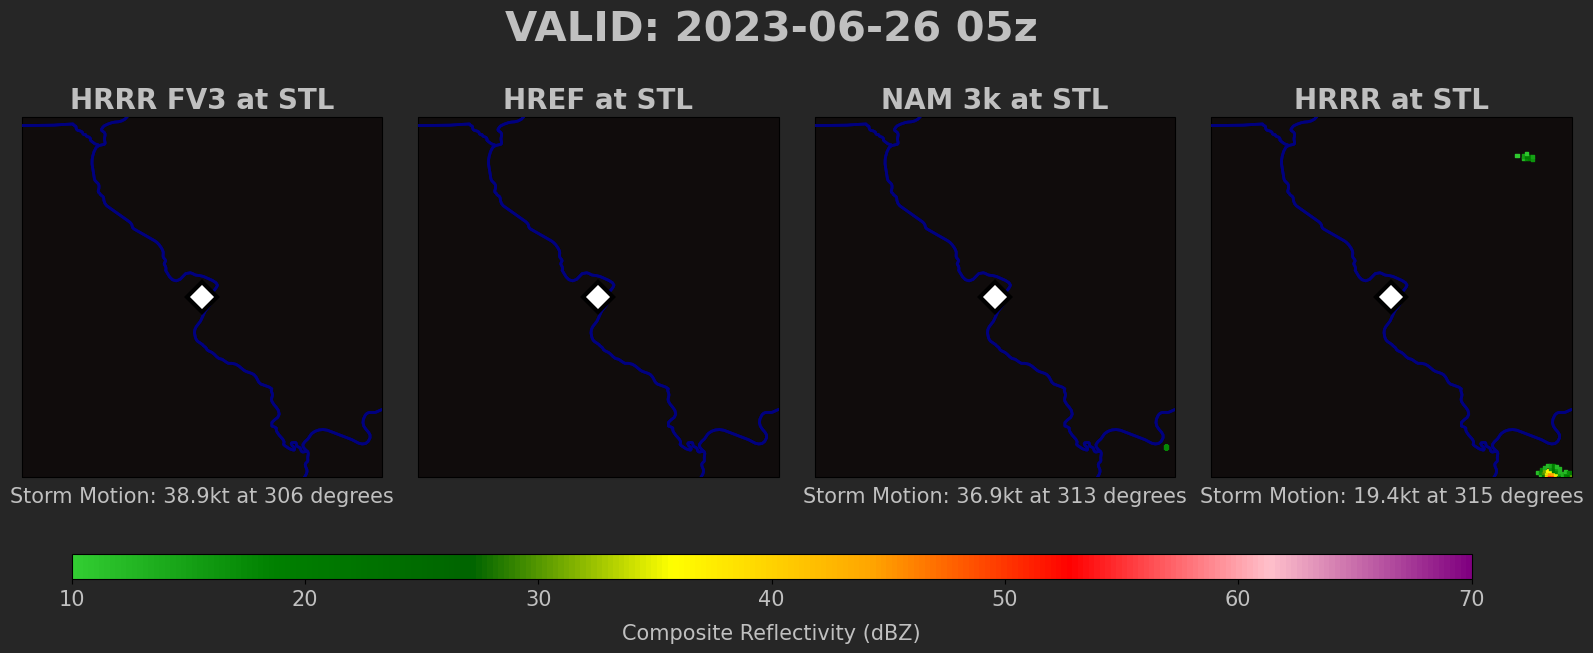 VALID: 2023-06-26 05z
HRRR FV3 at STL
HREF at STL
NAM 3k at STL
HRRR at STL
Storm Motion: 38.9kt at 306 degrees
Storm Motion: 36.9kt at 313 degrees
Storm Motion: 19.4kt at 315 degrees
10 20 30 40 50 60 70
Composite Reflectivity (dBZ)